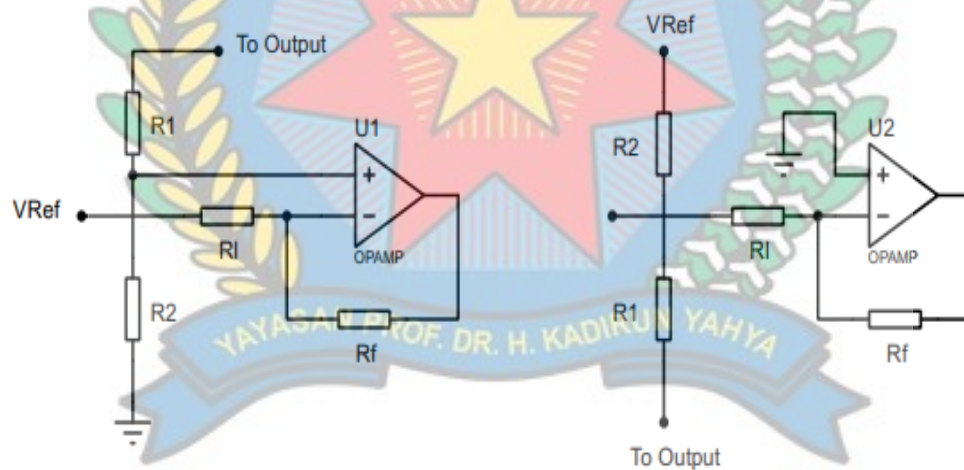 VRef
To Output
R1
U1
R2
U2
+
+
VRef
-
-
RI
OPAMP
RI
OPAMP
R2
R1
Rf
Rf
YAYASAN PROF. DR. H. KADIRUN YAHYA
To Output